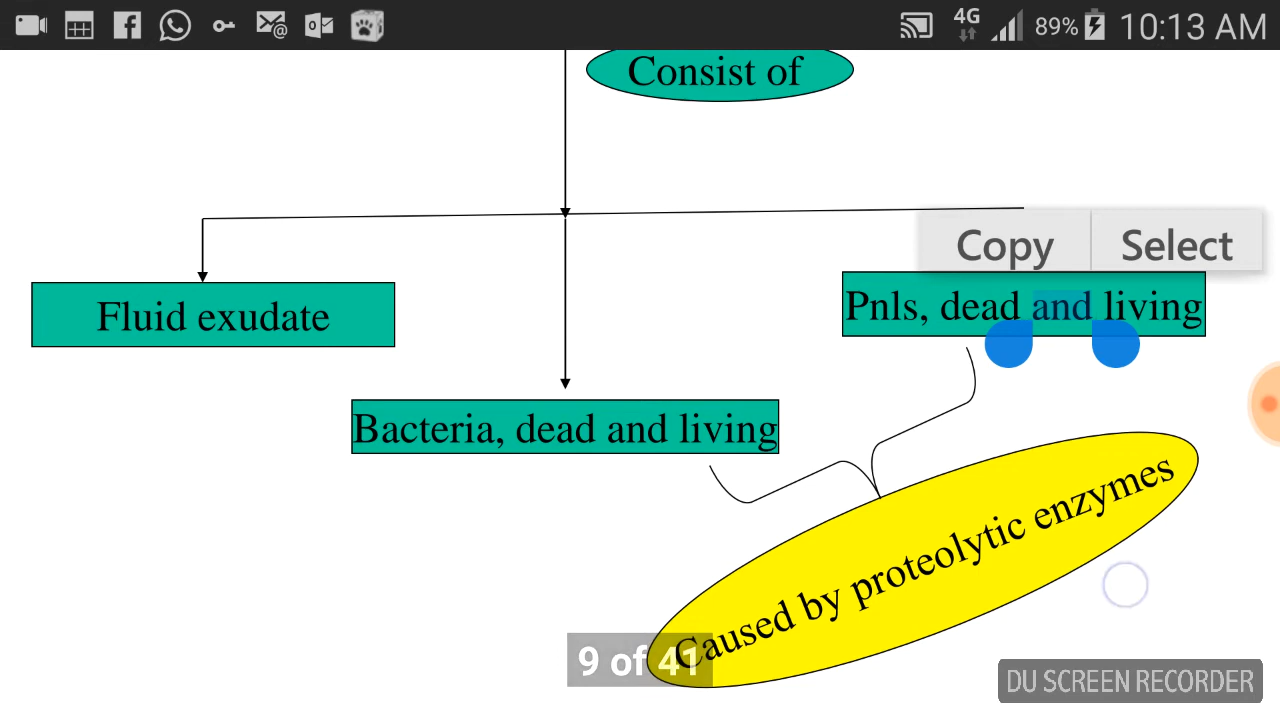 4G 89% 10:13 AM
Consist of
Copy Select
Fluid exudate
Pnls, dead and living
Bacteria, dead and living
Caused by proteolytic enzymes
9 of 41
DU SCREEN RECORDER